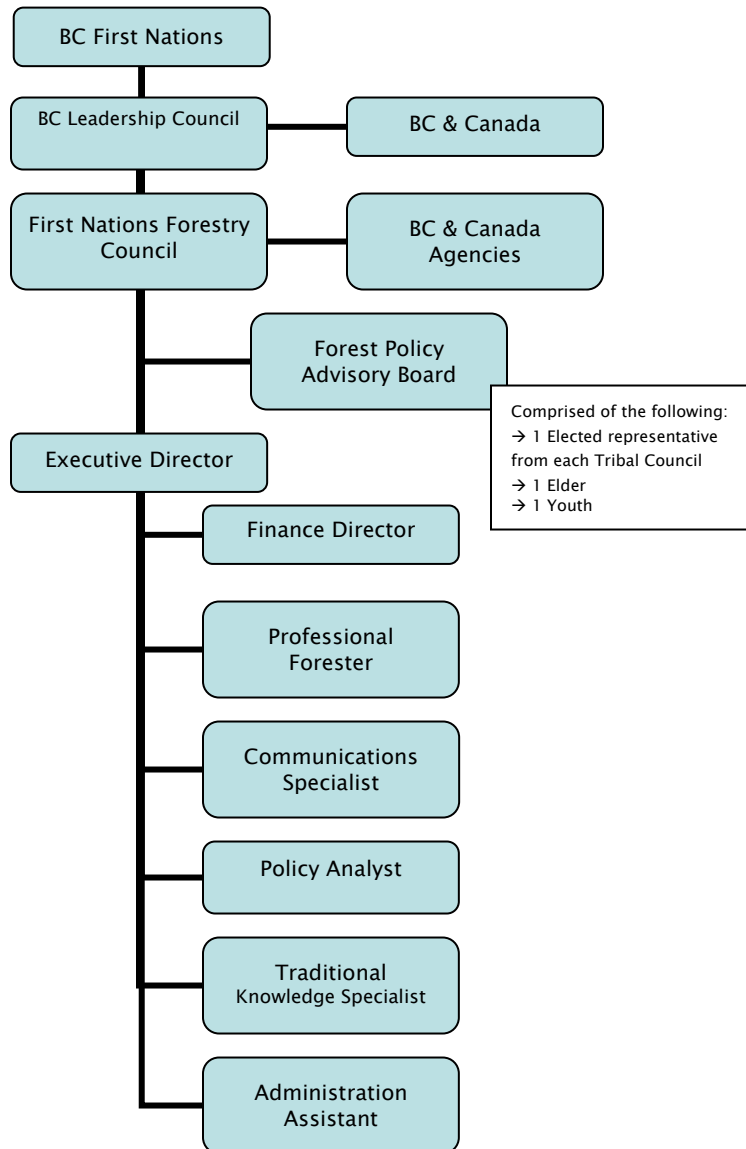 BC First Nations
BC Leadership Council
BC & Canada
First Nations Forestry
Council
BC & Canada
Agencies
Forest Policy
Advisory Board
Comprised of the following:
→ 1 Elected representative
from each Tribal Council
→ 1 Elder
→ 1 Youth
Executive Director
Finance Director
Professional
Forester
Communications
Specialist
Policy Analyst
Traditional
Knowledge Specialist
Administration
Assistant